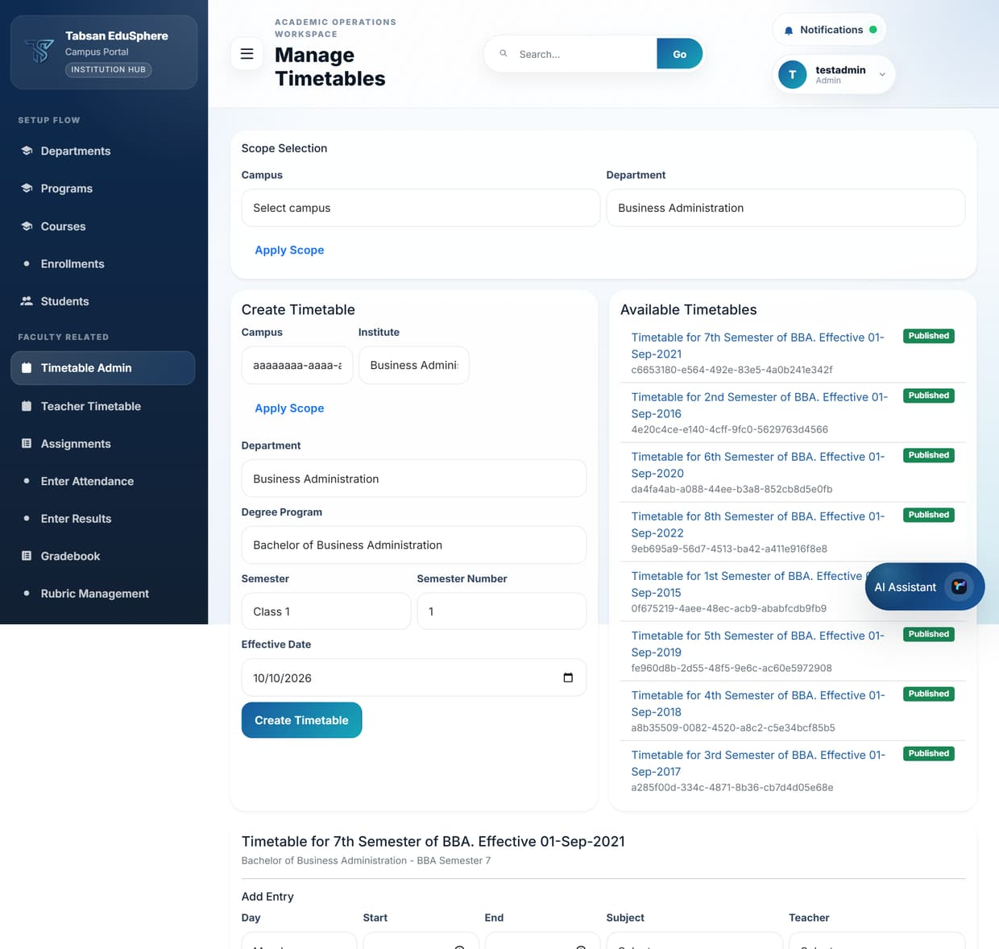 Tabsan EduSphere
Campus Portal
INSTITUTION HUB
SETUP FLOW
Departments
Programs
Courses
Enrollments
Students
FACULTY RELATED
Timetable Admin
Teacher Timetable
Assignments
Enter Attendance
Enter Results
Gradebook
Rubric Management
ACADEMIC OPERATIONS
WORKSPACE
Manage
Timetables
Search...
Go
Notifications
T
testadmin
Admin
Scope Selection
Campus
Department
Select campus
Business Administration
Apply Scope
Create Timetable
Campus
Institute
aaaaaaaa-aaaa-a
Business Admini
Apply Scope
Department
Business Administration
Degree Program
Bachelor of Business Administration
Semester
Semester Number
Class 1
1
Effective Date
10/10/2026
Create Timetable
Available Timetables
Timetable for 7th Semester of BBA. Effective 01-
Sep-2021
Published
c6653180-e564-492e-83e5-4a0b241e342f
Timetable for 2nd Semester of BBA. Effective 01-
Sep-2016
Published
4e20c4ce-e140-4cff-9fc0-5629763d4566
Timetable for 6th Semester of BBA. Effective 01-
Sep-2020
Published
da4fa4ab-a088-44ee-b3a8-852cb8d5e0fb
Timetable for 8th Semester of BBA. Effective 01-
Sep-2022
Published
9eb695a9-56d7-4513-ba42-a411e916f8e8
Timetable for 1st Semester of BBA. Effective
Sep-2015
0f675219-4aee-48ec-acb9-ababfcdb9fb9
AI Assistant
Timetable for 5th Semester of BBA. Effective 01-
Sep-2019
Published
fe960d8b-2d55-48f5-9e6c-ac60e5972908
Timetable for 4th Semester of BBA. Effective 01-
Sep-2018
Published
a8b35509-0082-4520-a8c2-c5e34bcf85b5
Timetable for 3rd Semester of BBA. Effective 01-
Sep-2017
Published
a285f00d-334c-4871-8b36-cb7d4d05e68e
Timetable for 7th Semester of BBA. Effective 01-Sep-2021
Bachelor of Business Administration - BBA Semester 7
Add Entry
Day
Start
End
Subject
Teacher